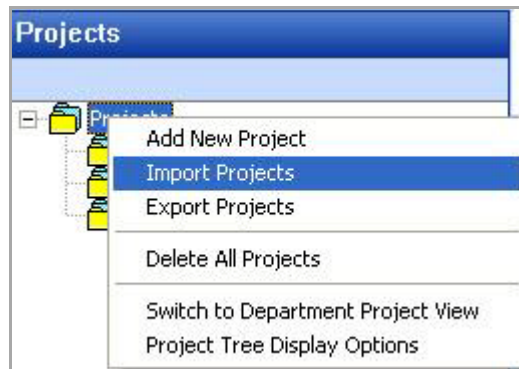 Projects
Projects
Add New Project
Import Projects
Export Projects
Delete All Projects
Switch to Department Project View
Project Tree Display Options